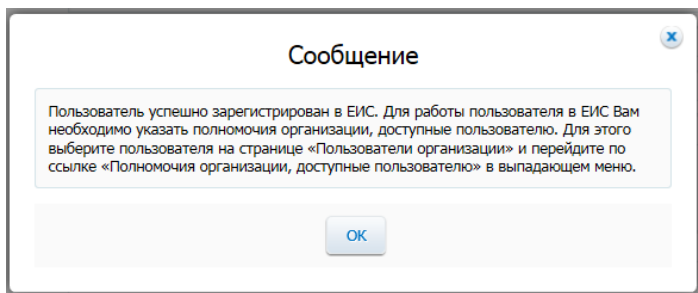 Сообщение
Пользователь успешно зарегистрирован в ЕИС. Для работы пользователя в ЕИС Вам
необходимо указать полномочия организации, доступные пользователю. Для этого
выберите пользователя на странице «Пользователи организации» и перейдите по
ссылке «Полномочия организации, доступные пользователю» в выпадающем меню.
ОК